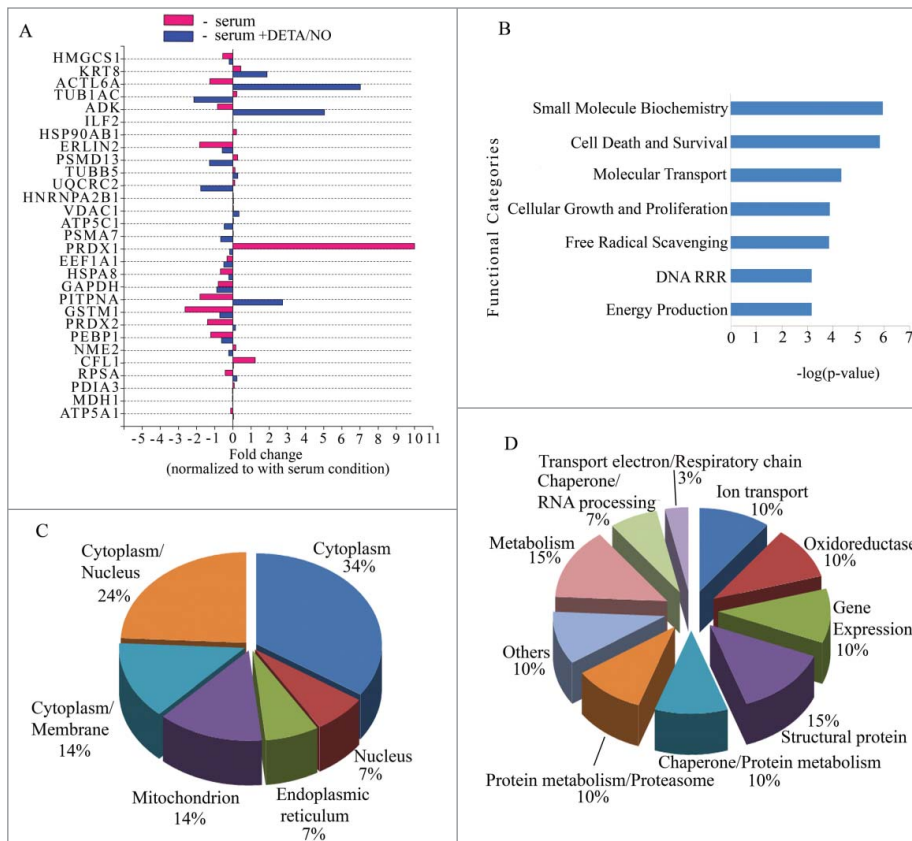 A
- serum
- serum +DETA/NO
HMGCS1
KRT8
ACTL6A
TUB1AC
ADK
ILF2
HSP90AB1
ERLIN2
PSMD13
TUBB5
UQCRC2
HNRNPA2B1
VDAC1
ATP5C1
PSMA7
PRDX1
EEF1A1
HSPA8
GAPDH
PITPNA
GSTM1
PRDX2
PEBP1
NME2
CFL1
RPSA
PDIA3
MDH1
ATP5A1
-5 -4 -3 -2 -1 0 1 2 3 4 5 6 7 8 9 10 11
Fold change
(normalized to with serum condition)
B
Functional Categories
Small Molecule Biochemistry
Cell Death and Survival
Molecular Transport
Cellular Growth and Proliferation
Free Radical Scavenging
DNA RRR
Energy Production
0 1 2 3 4 5 6 7
-log(p-value)
C
Cytoplasm/
Nucleus
24%
Cytoplasm
34%
Cytoplasm/
Membrane
14%
Mitochondrion
14%
Endoplasmic
reticulum
7%
Nucleus
7%
D
Transport electron/Respiratory chain
3%
Chaperone/
RNA processing
7%
Ion transport
10%
Metabolism
15%
Oxidoreductase
10%
Gene
Expression
10%
Others
10%
15%
Structural protein
Chaperone/Protein metabolism
10%
Protein metabolism/Proteasome
10%